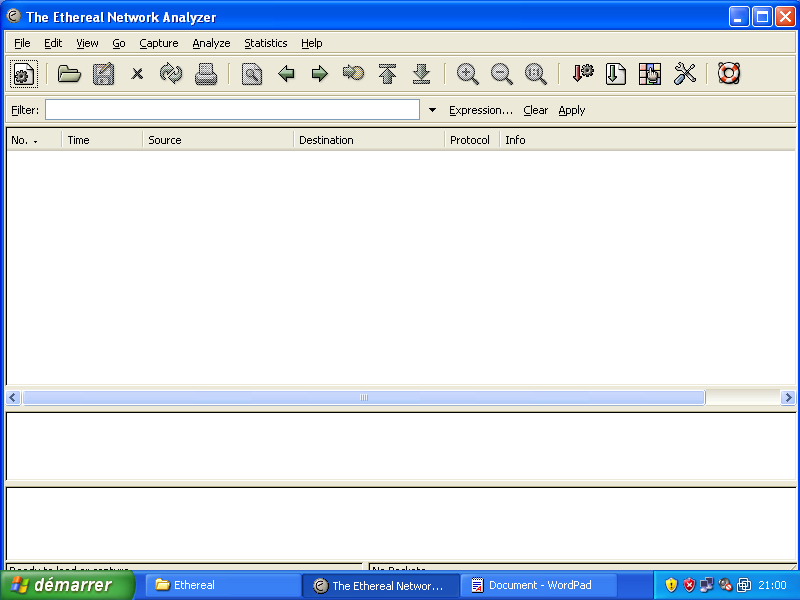 The Ethereal Network Analyzer
File Edit View Go Capture Analyze Statistics Help
Filter: Expression... Clear Apply
No. Time Source Destination Protocol Info
Ready to load or capture No Packets
démarrer Ethereal The Ethereal Networ... Document - WordPad 21:00